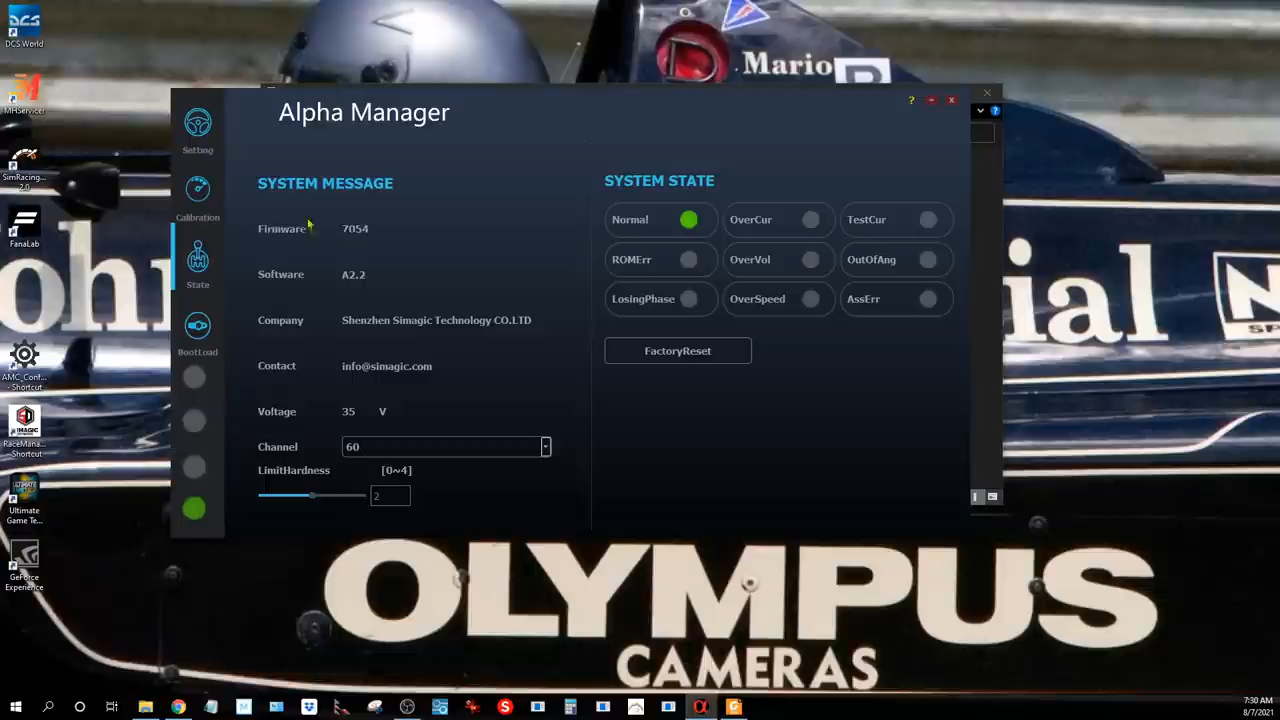 DCS World
MHServicer
SimRacing...
2.0
FanaLab
AMC_Conf...
- Shortcut
RaceMana...
- Shortcut
Ultimate
Game Te...
GeForce
Experience
Mario
Alpha Manager
?
x
Setting
Calibration
State
BootLoad
SYSTEM MESSAGE
Firmware 7054
Software A2.2
Company Shenzhen Simagic Technology CO.LTD
Contact info@simagic.com
Voltage 35 V
Channel 60
LimitHardness [0~4]
2
SYSTEM STATE
Normal OverCur TestCur
ROMErr OverVol OutOfAng
LosingPhase OverSpeed AssErr
FactoryReset
ohn
ial
N
OLYMPUS
CAMERAS
7:30 AM
8/7/2021